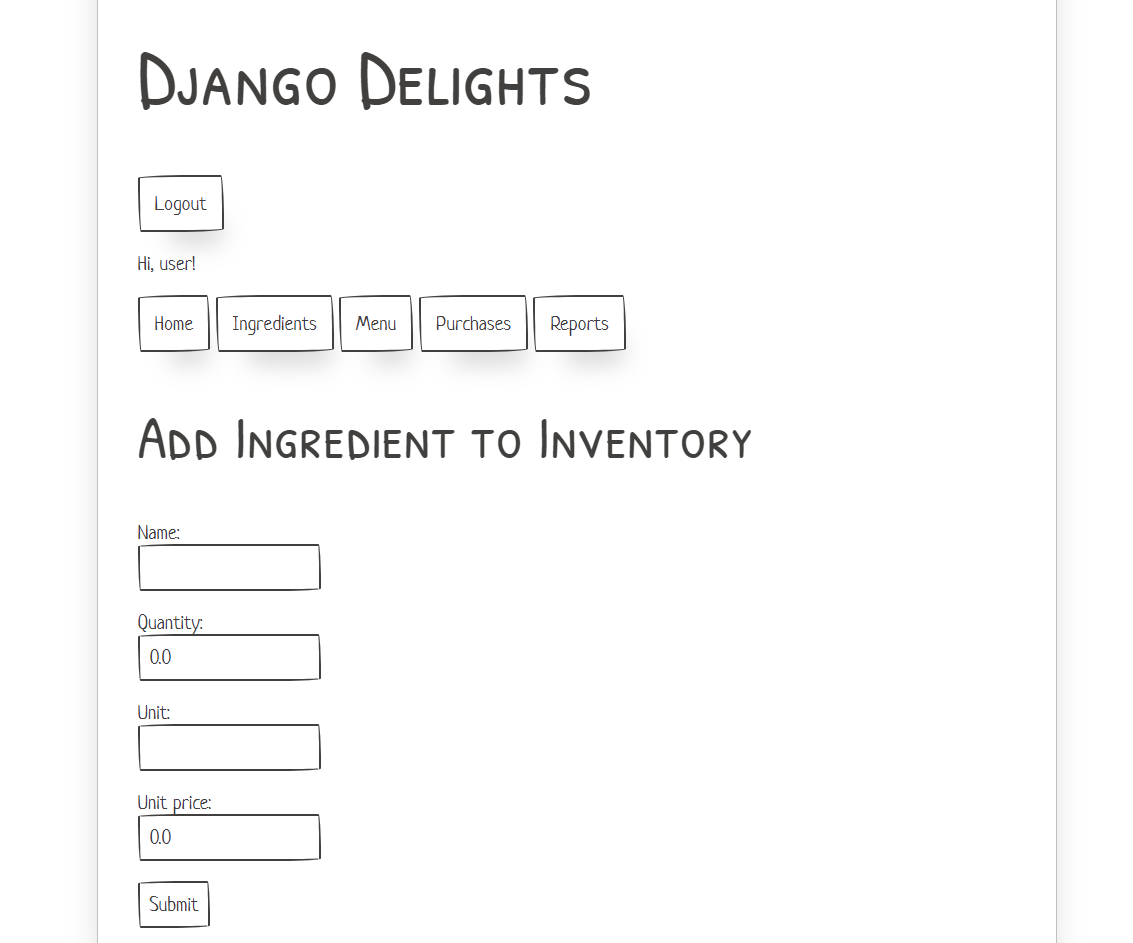 Django Delights
Logout
Hi, user!
Home Ingredients Menu Purchases Reports
Add Ingredient to Inventory
Name:
Quantity:
0.0
Unit:
Unit price:
0.0
Submit